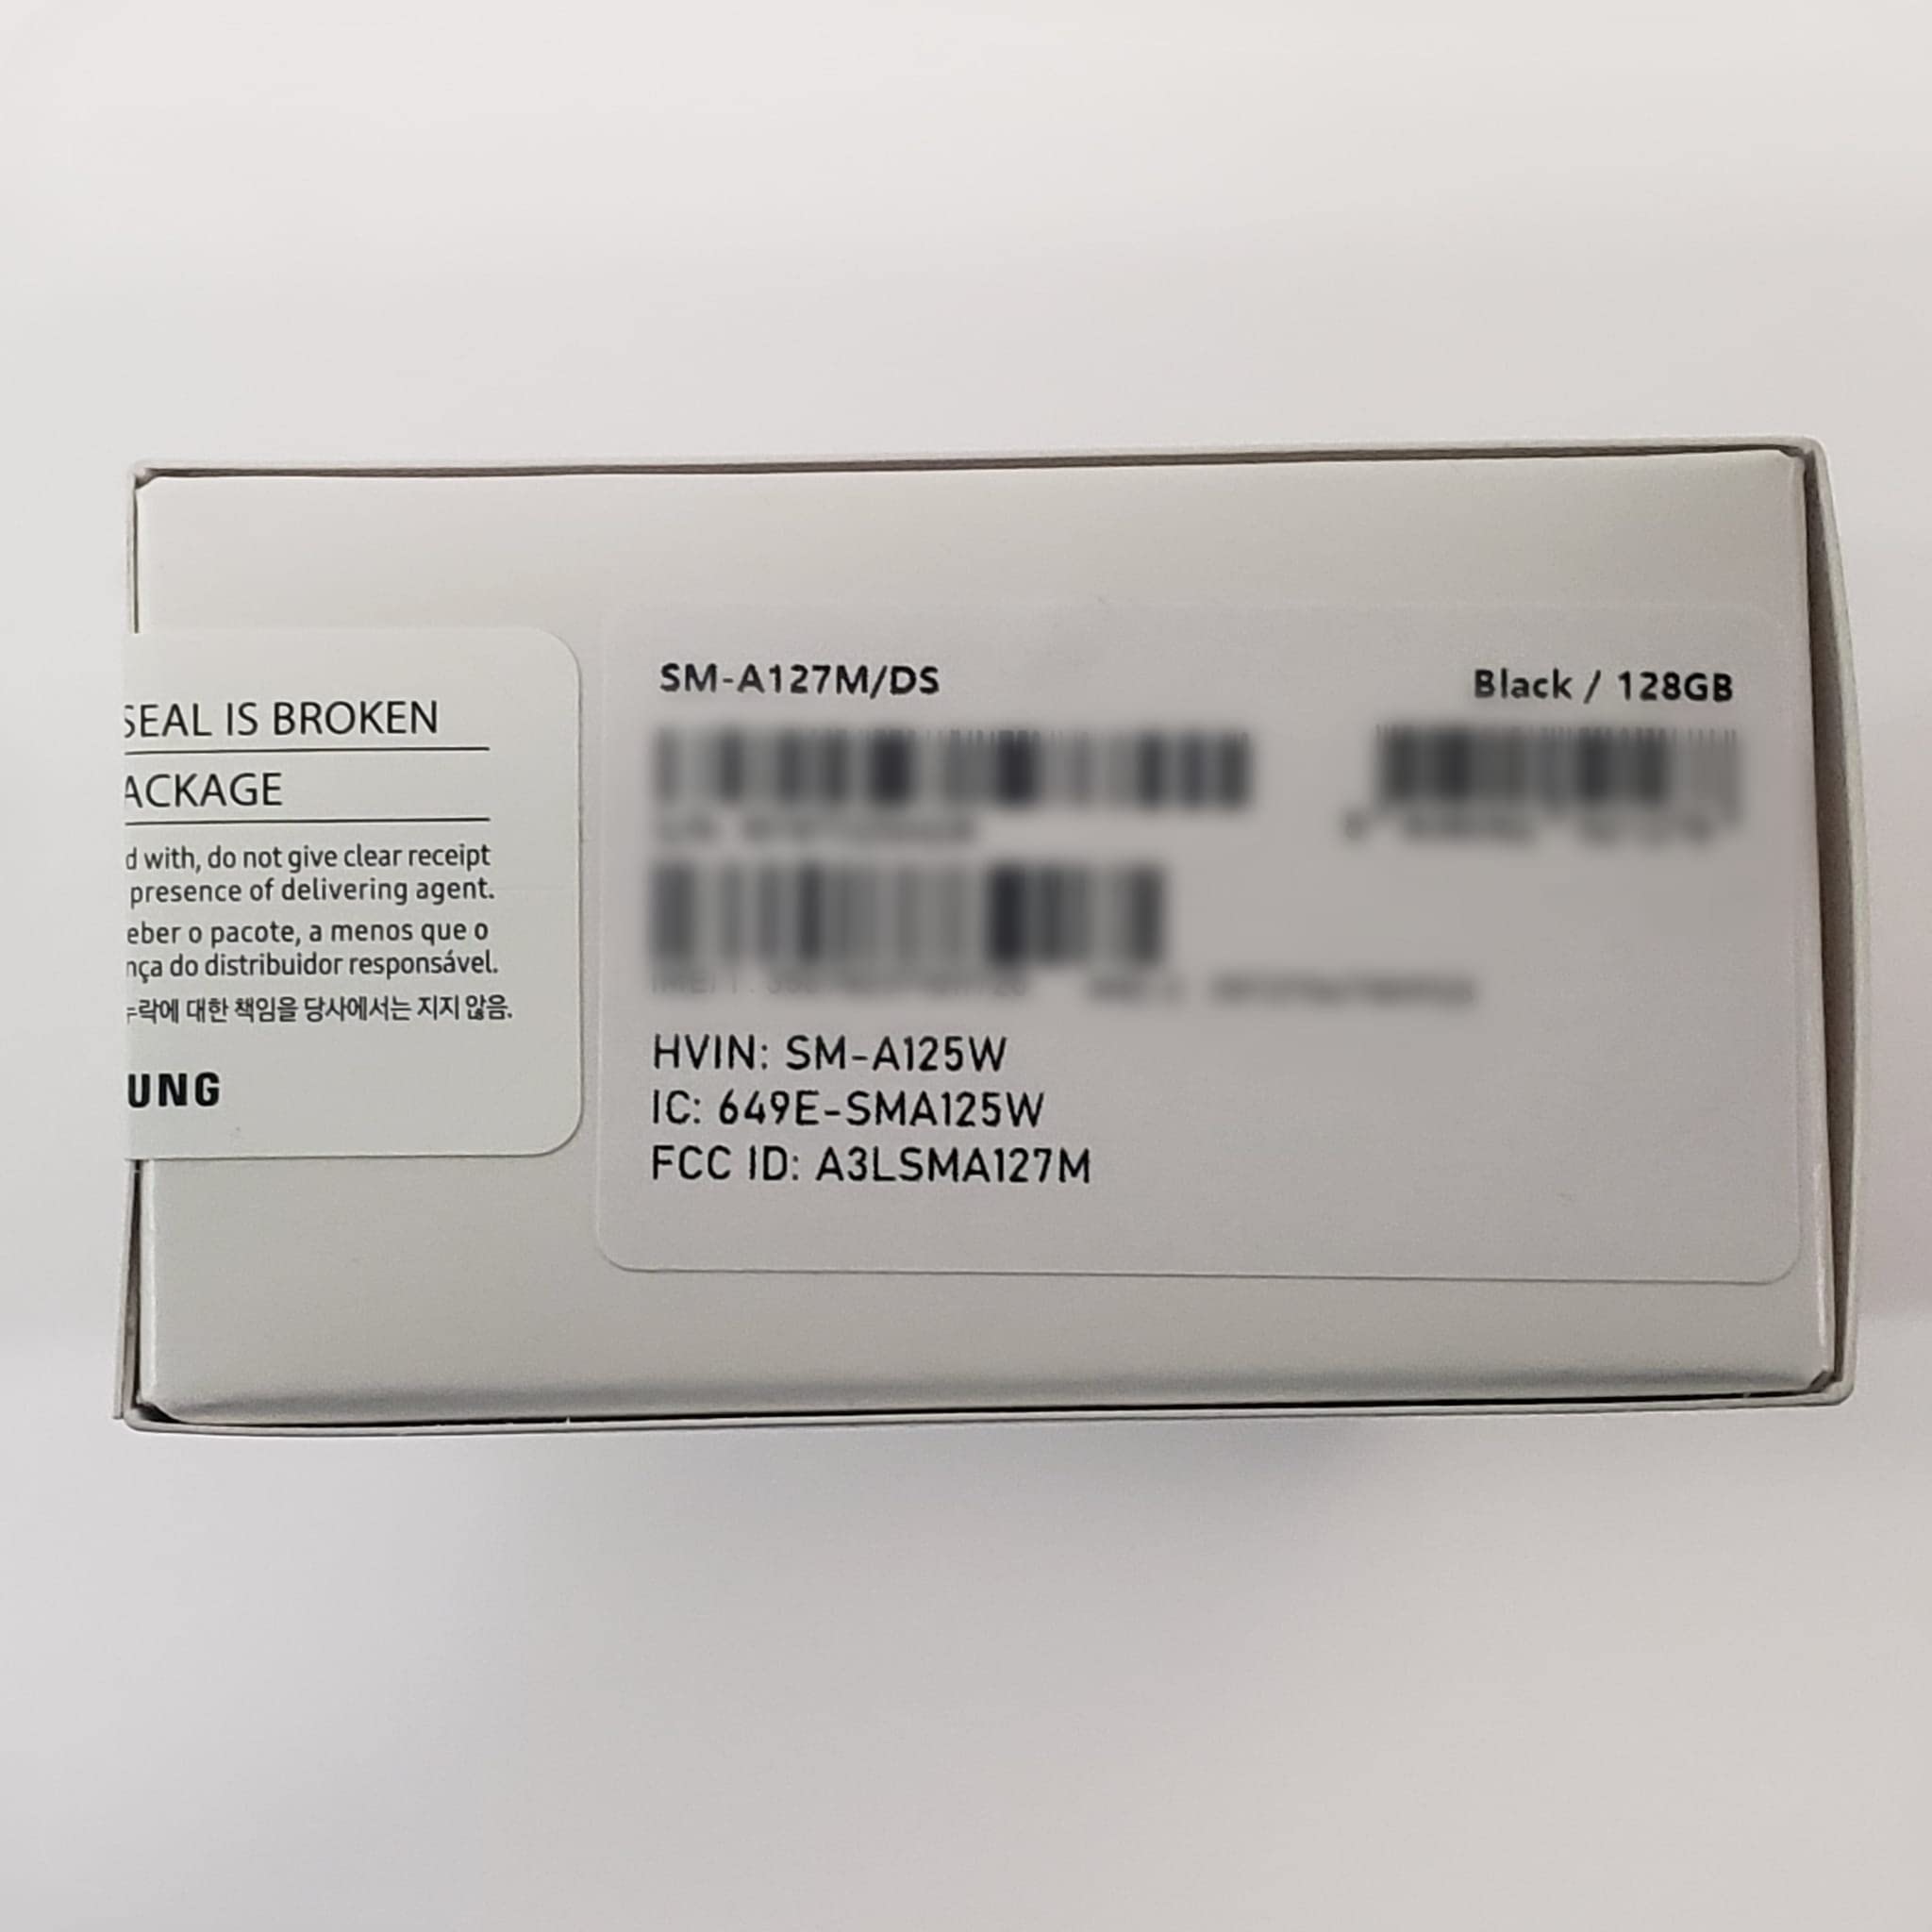 SEAL IS BROKEN
ACKAGE
d with, do not give clear receipt
presence of delivering agent.
eber o pacote, a menos que o
nça do distribuidor responsável.
락에 대한 책임을 당사에서는 지지 않음.
UNG
SM-A127M/DS
Black / 128GB
HVIN: SM-A125W
IC: 649E-SMA125W
FCC ID: A3LSMA127M